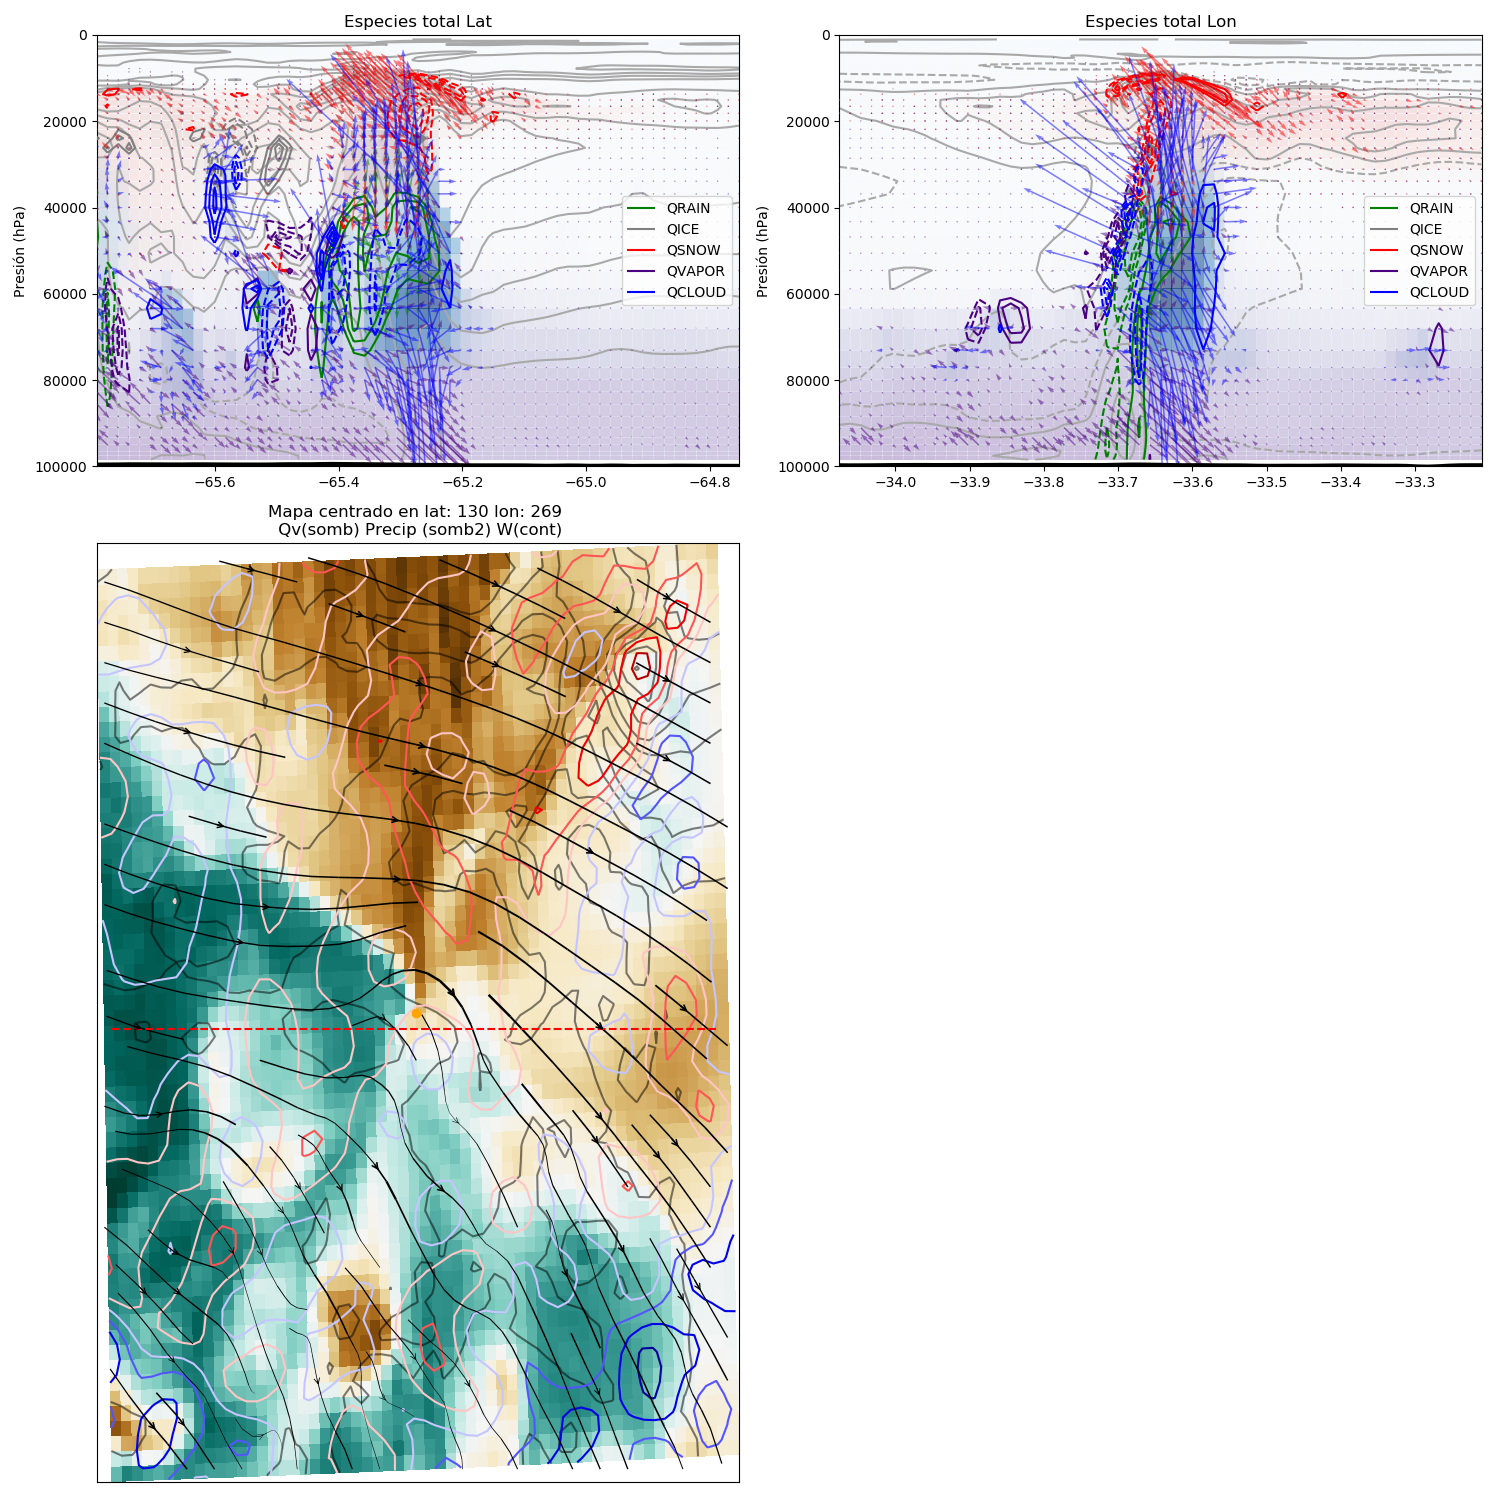 Especies total Lat
0
20000
40000
60000
80000
100000
Presión (hPa)
QRAIN
QICE
QSNOW
QVAPOR
QCLOUD
−65.6
−65.4
−65.3
−65.2
−65.0
−64.8
Especies total Lon
0
20000
40000
60000
80000
100000
Presión (hPa)
QRAIN
QICE
QSNOW
QVAPOR
QCLOUD
−34.0
−33.9
−33.8
−33.7
−33.6
−33.5
−33.4
−33.3
Mapa centrado en lat: 130 lon: 269
Qv(somb) Precip (somb2) W(cont)